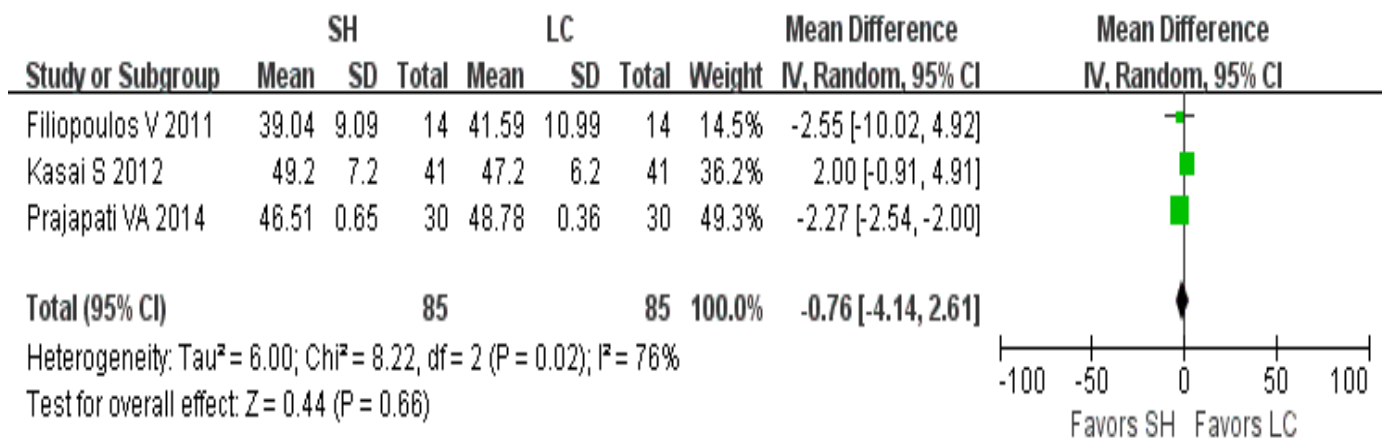 SH LC Mean Difference Mean Difference
Study or Subgroup Mean SD Total Mean SD Total Weight IV, Random, 95% CI IV, Random, 95% CI
Filiopoulos V 2011 39.04 9.09 14 41.59 10.99 14 14.5% -2.55 [-10.02, 4.92]
Kasai S 2012 49.2 7.2 41 47.2 6.2 41 36.2% 2.00 [-0.91, 4.91]
Prajapati VA 2014 46.51 0.65 30 48.78 0.36 30 49.3% -2.27 [-2.54, -2.00]
Total (95% CI) 85 85 100.0% -0.76 [-4.14, 2.61]
Heterogeneity: Tau² = 6.00; Chi² = 8.22, df = 2 (P = 0.02); I² = 76%
Test for overall effect: Z = 0.44 (P = 0.66)
-100 -50 0 50 100
Favors SH Favors LC